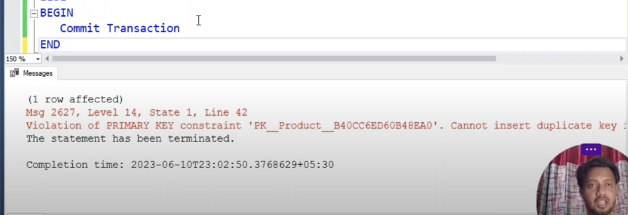 BEGIN
Commit Transaction
END
150 %
Messages
(1 row affected)
Msg 2627, Level 14, State 1, Line 42
Violation of PRIMARY KEY constraint 'PK__Product__B40CC6ED60B48EA0'. Cannot insert duplicate key
The statement has been terminated.
Completion time: 2023-06-10T23:02:50.3768629+05:30